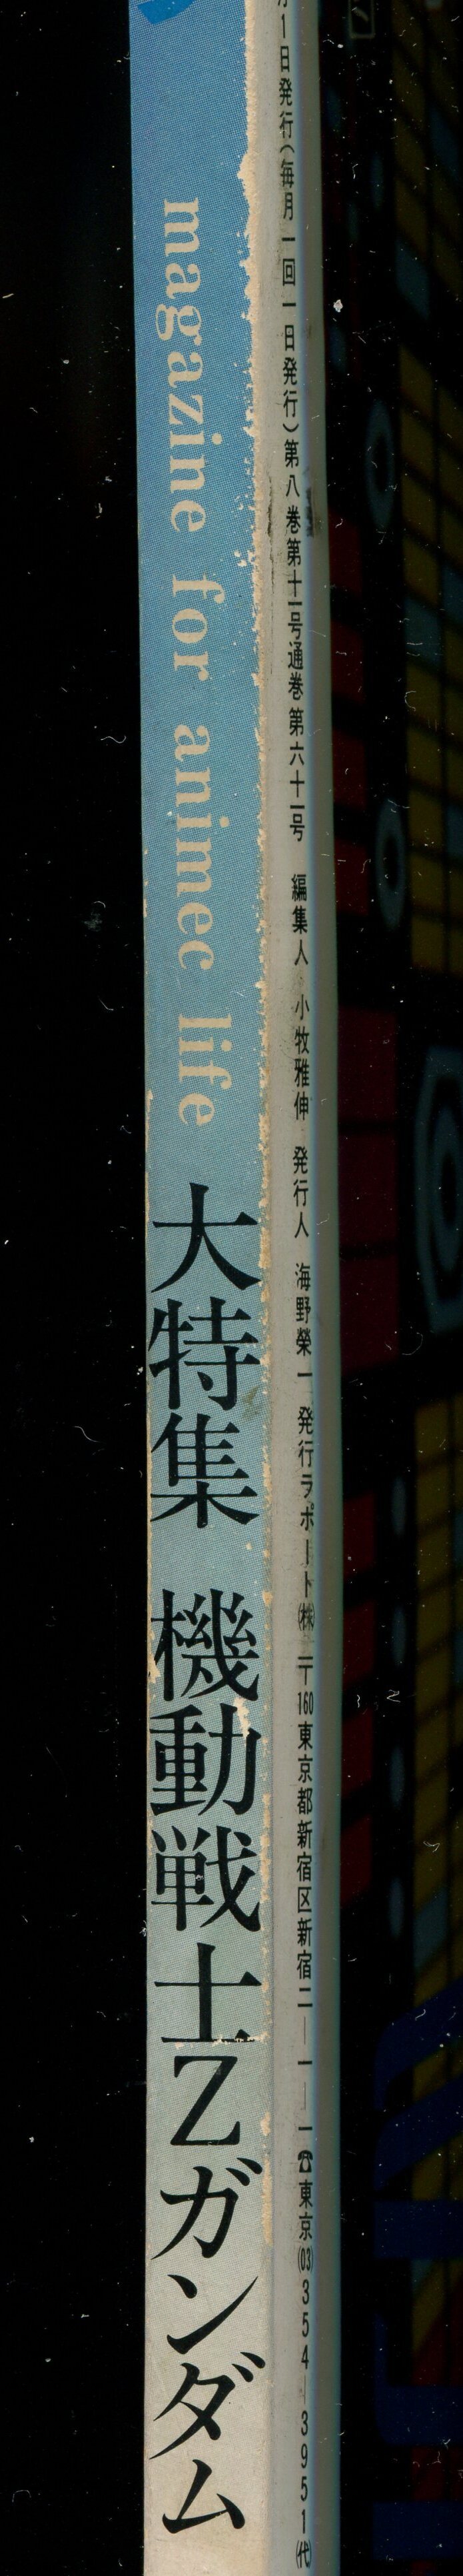 月1日発行(毎月一回一日発行)第八巻第十一号通巻第六十一号 編集人 小牧雅伸 発行人 海野榮一 発行ラポート㈱ 〒160東京都新宿区新宿二―一―一☎東京(03)354―3951(代)
magazine for animec life 大特集 機動戦士Zガンダム